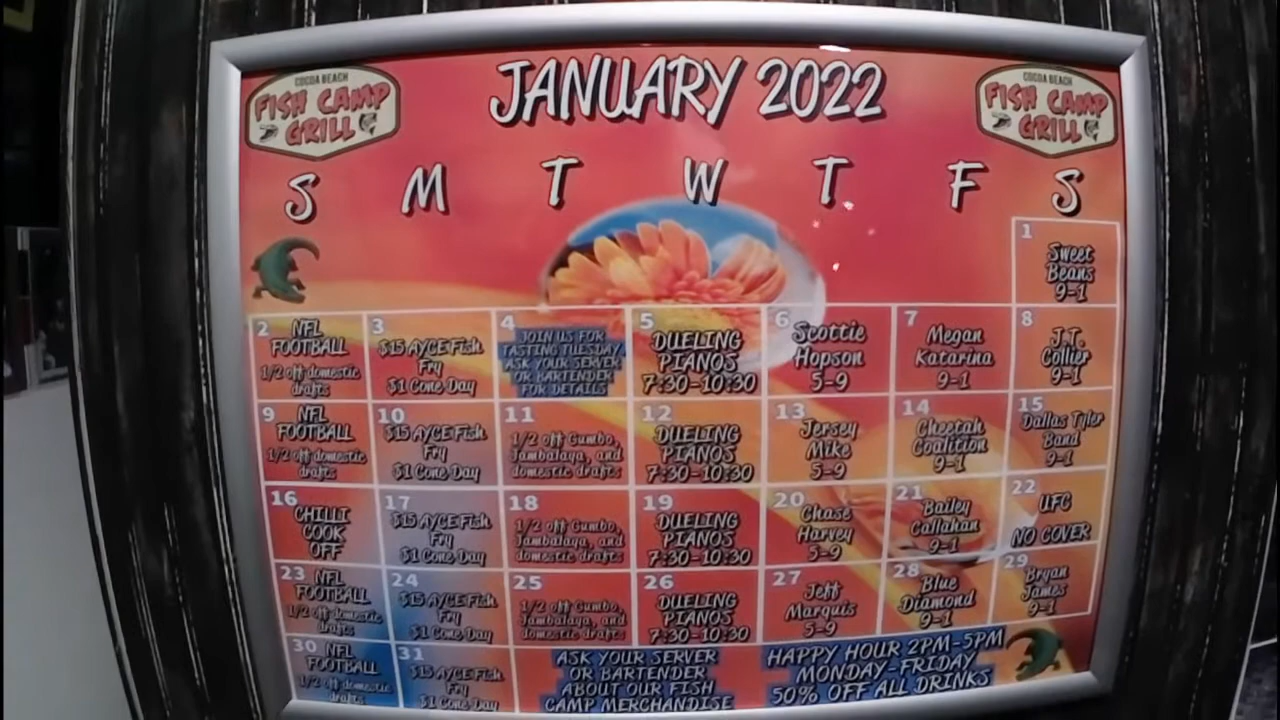 COCOA BEACH
FISH CAMP
GRILL
JANUARY 2022
COCOA BEACH
FISH CAMP
GRILL
S M T W T F S
1
Sweet
Beans
9-1
2 NFL
FOOTBALL
1/2 off domestic
drafts
3
$15 AYCE Fish
Fry
$1 Cone Day
4
JOIN US FOR
TASTING TUESDAY
ASK YOUR SERVER
OR BARTENDER
FOR DETAILS
5
DUELING
PIANOS
7:30-10:30
6
Scottie
Hopson
5-9
7
Megan
Katarina
9-1
8
J.T.
Collier
9-1
9 NFL
FOOTBALL
1/2 off domestic
drafts
10
$15 AYCE Fish
Fry
$1 Cone Day
11
1/2 off Gumbo,
Jambalaya, and
domestic drafts
12
DUELING
PIANOS
7:30-10:30
13
Jersey
Mike
5-9
14
Cheetah
Coalition
9-1
15
Dallas Tyler
Band
9-1
16
CHILLI
COOK
OFF
17
$15 AYCE Fish
Fry
$1 Cone Day
18
1/2 off Gumbo,
Jambalaya, and
domestic drafts
19
DUELING
PIANOS
7:30-10:30
20
Chase
Harvey
5-9
21
Bailey
Callahan
9-1
22
UFC
NO COVER
23 NFL
FOOTBALL
1/2 off domestic
drafts
24
$15 AYCE Fish
Fry
$1 Cone Day
25
1/2 off Gumbo,
Jambalaya, and
domestic drafts
26
DUELING
PIANOS
7:30-10:30
27
Jeff
Marquis
5-9
28
Blue
Diamond
9-1
29
Bryan
James
9-1
30 NFL
FOOTBALL
1/2 off domestic
drafts
31
$15 AYCE Fish
Fry
$1 Cone Day
ASK YOUR SERVER
OR BARTENDER
ABOUT OUR FISH
CAMP MERCHANDISE
HAPPY HOUR 2PM-5PM
MONDAY-FRIDAY
50% OFF ALL DRINKS